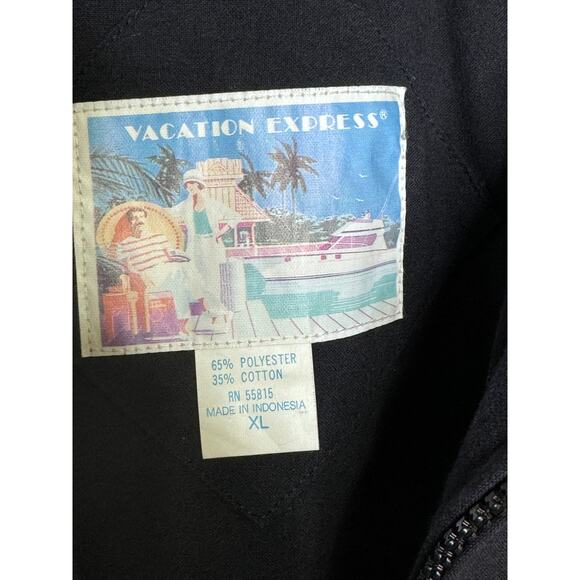 VACATION EXPRESS®
65% POLYESTER
35% COTTON
RN 55815
MADE IN INDONESIA
XL